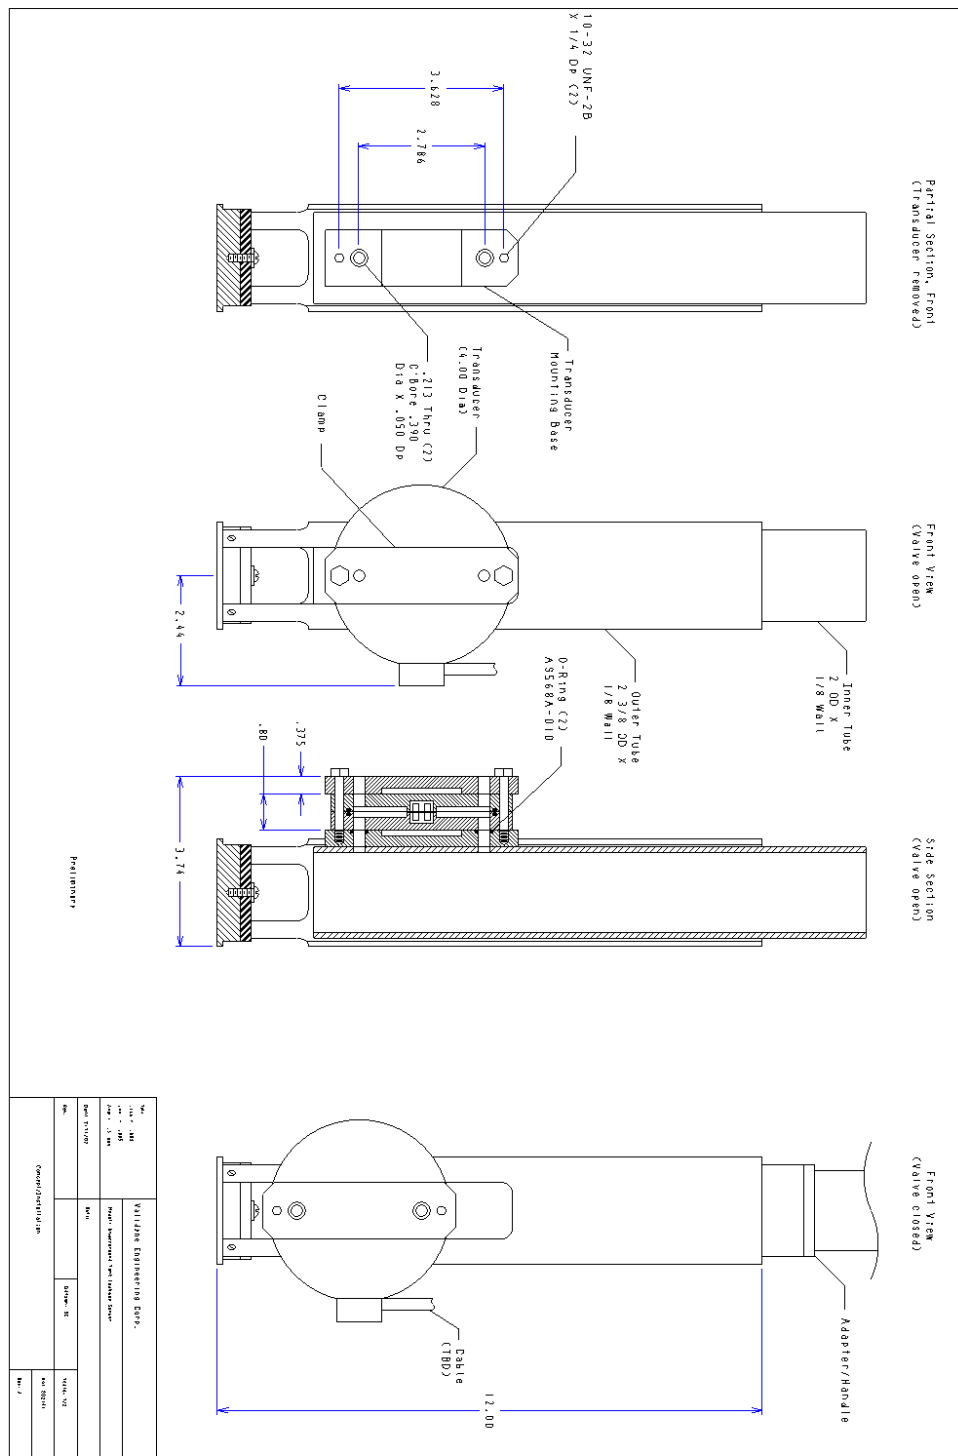 Partial Section, Front
(Transducer removed)
10-32 UNF-2B
X 1/4 DP (2)
3.628
2.786
Transducer
Mounting Base
Transducer
(4.00 Dia)
.213 Thru (2)
C'Bore .390
Dia X .050 Dp
Clamp
Front View
(Valve open)
2.44
Inner Tube
2 OD X
1/8 Wall
Outer Tube
2 3/8 OD X
1/8 Wall
O-Ring (2)
AS568A-010
.375
.80
3.74
Side Section
(Valve open)
Preliminary
Front View
(Valve closed)
Adapter/Handle
Cable
(TBD)
12.00
Validyne Engineering Corp.
Concept/Installation